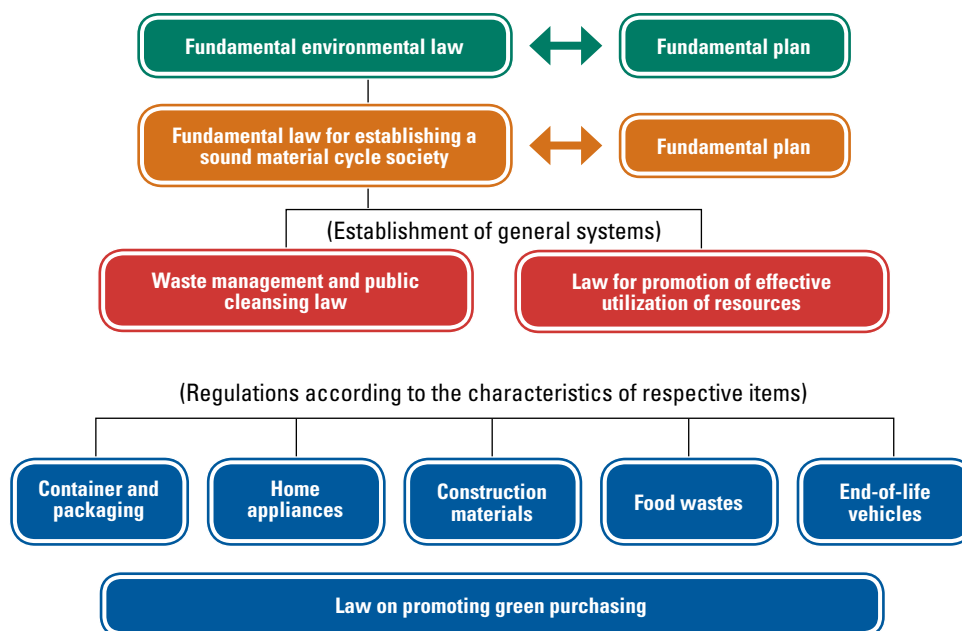 Fundamental environmental law
Fundamental plan
Fundamental law for establishing a
sound material cycle society
Fundamental plan
(Establishment of general systems)
Waste management and public
cleansing law
Law for promotion of effective
utilization of resources
(Regulations according to the characteristics of respective items)
Container and
packaging
Home
appliances
Construction
materials
Food wastes
End-of-life
vehicles
Law on promoting green purchasing